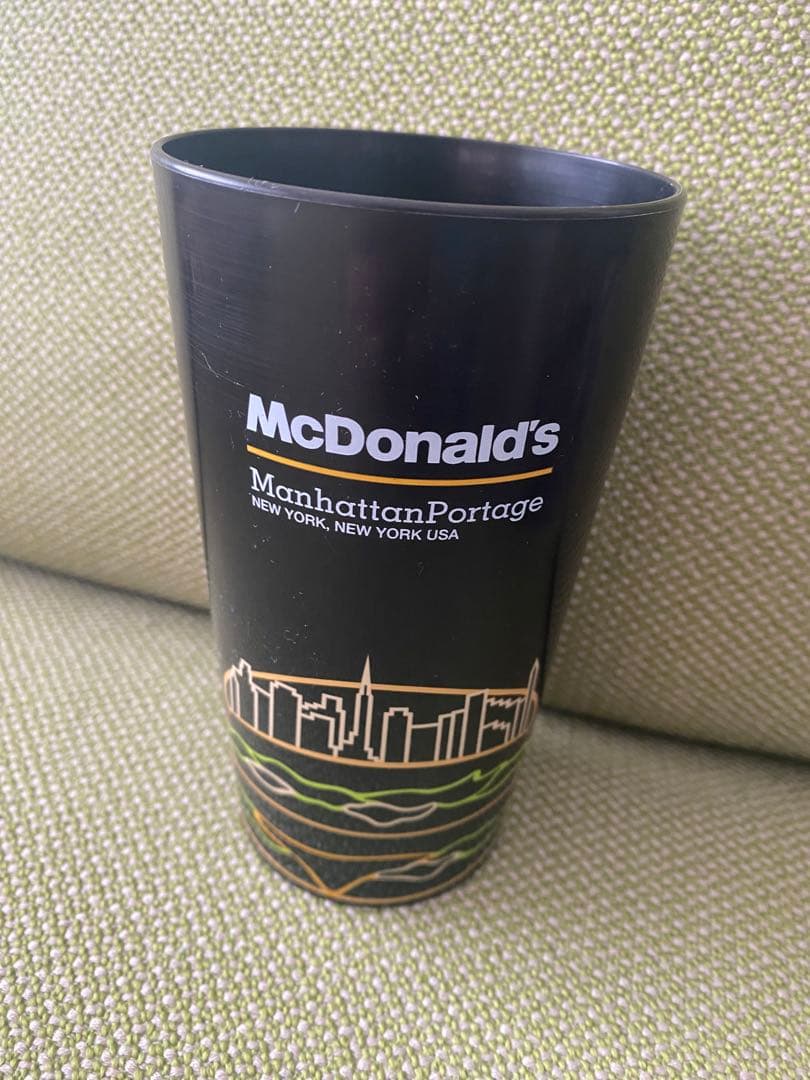 McDonald's
ManhattanPortage
NEW YORK, NEW YORK USA